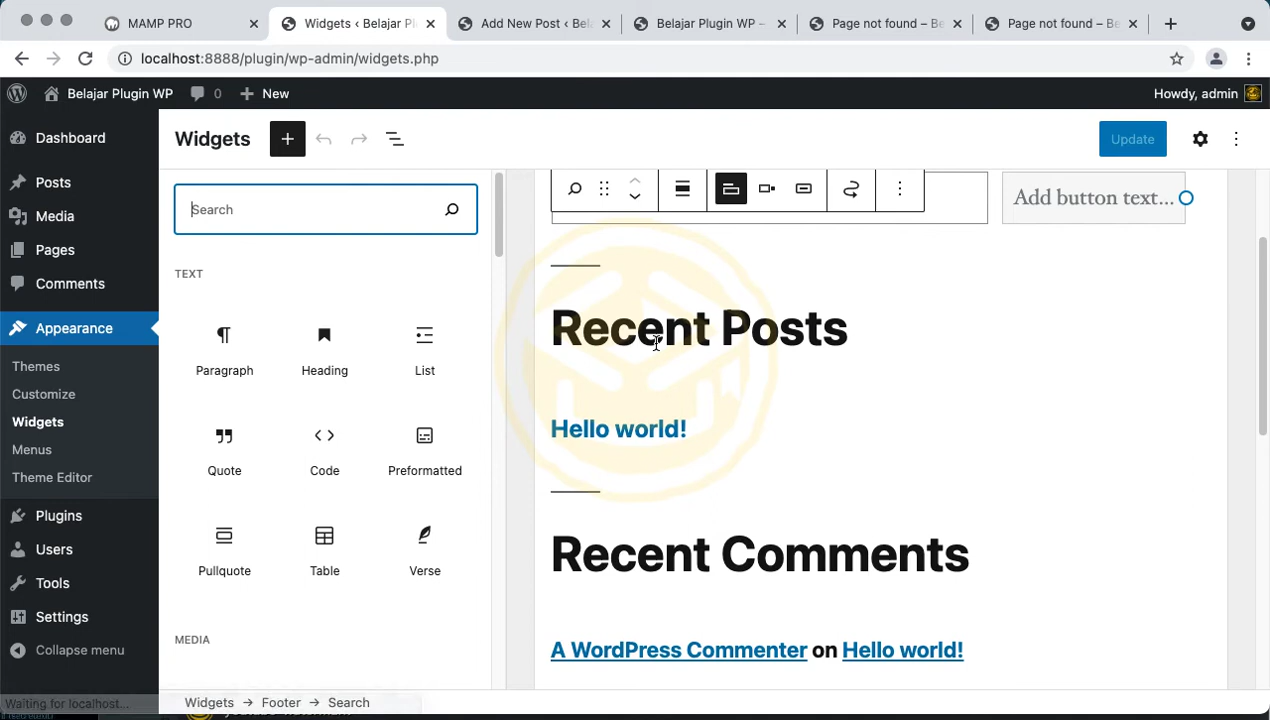 MAMP PRO
Widgets ‹ Belajar Pl
Add New Post ‹ Bela
Belajar Plugin WP –
Page not found – Be
Page not found – Be
localhost:8888/plugin/wp-admin/widgets.php
Belajar Plugin WP
0
New
Howdy, admin
Dashboard
Posts
Media
Pages
Comments
Appearance
Themes
Customize
Widgets
Menus
Theme Editor
Plugins
Users
Tools
Settings
Collapse menu
Waiting for localhost...
Widgets
Update
Search
TEXT
Paragraph
Heading
List
Quote
Code
Preformatted
Pullquote
Table
Verse
MEDIA
Add button text...
Recent Posts
Hello world!
Recent Comments
A WordPress Commenter on Hello world!
Widgets → Footer → Search